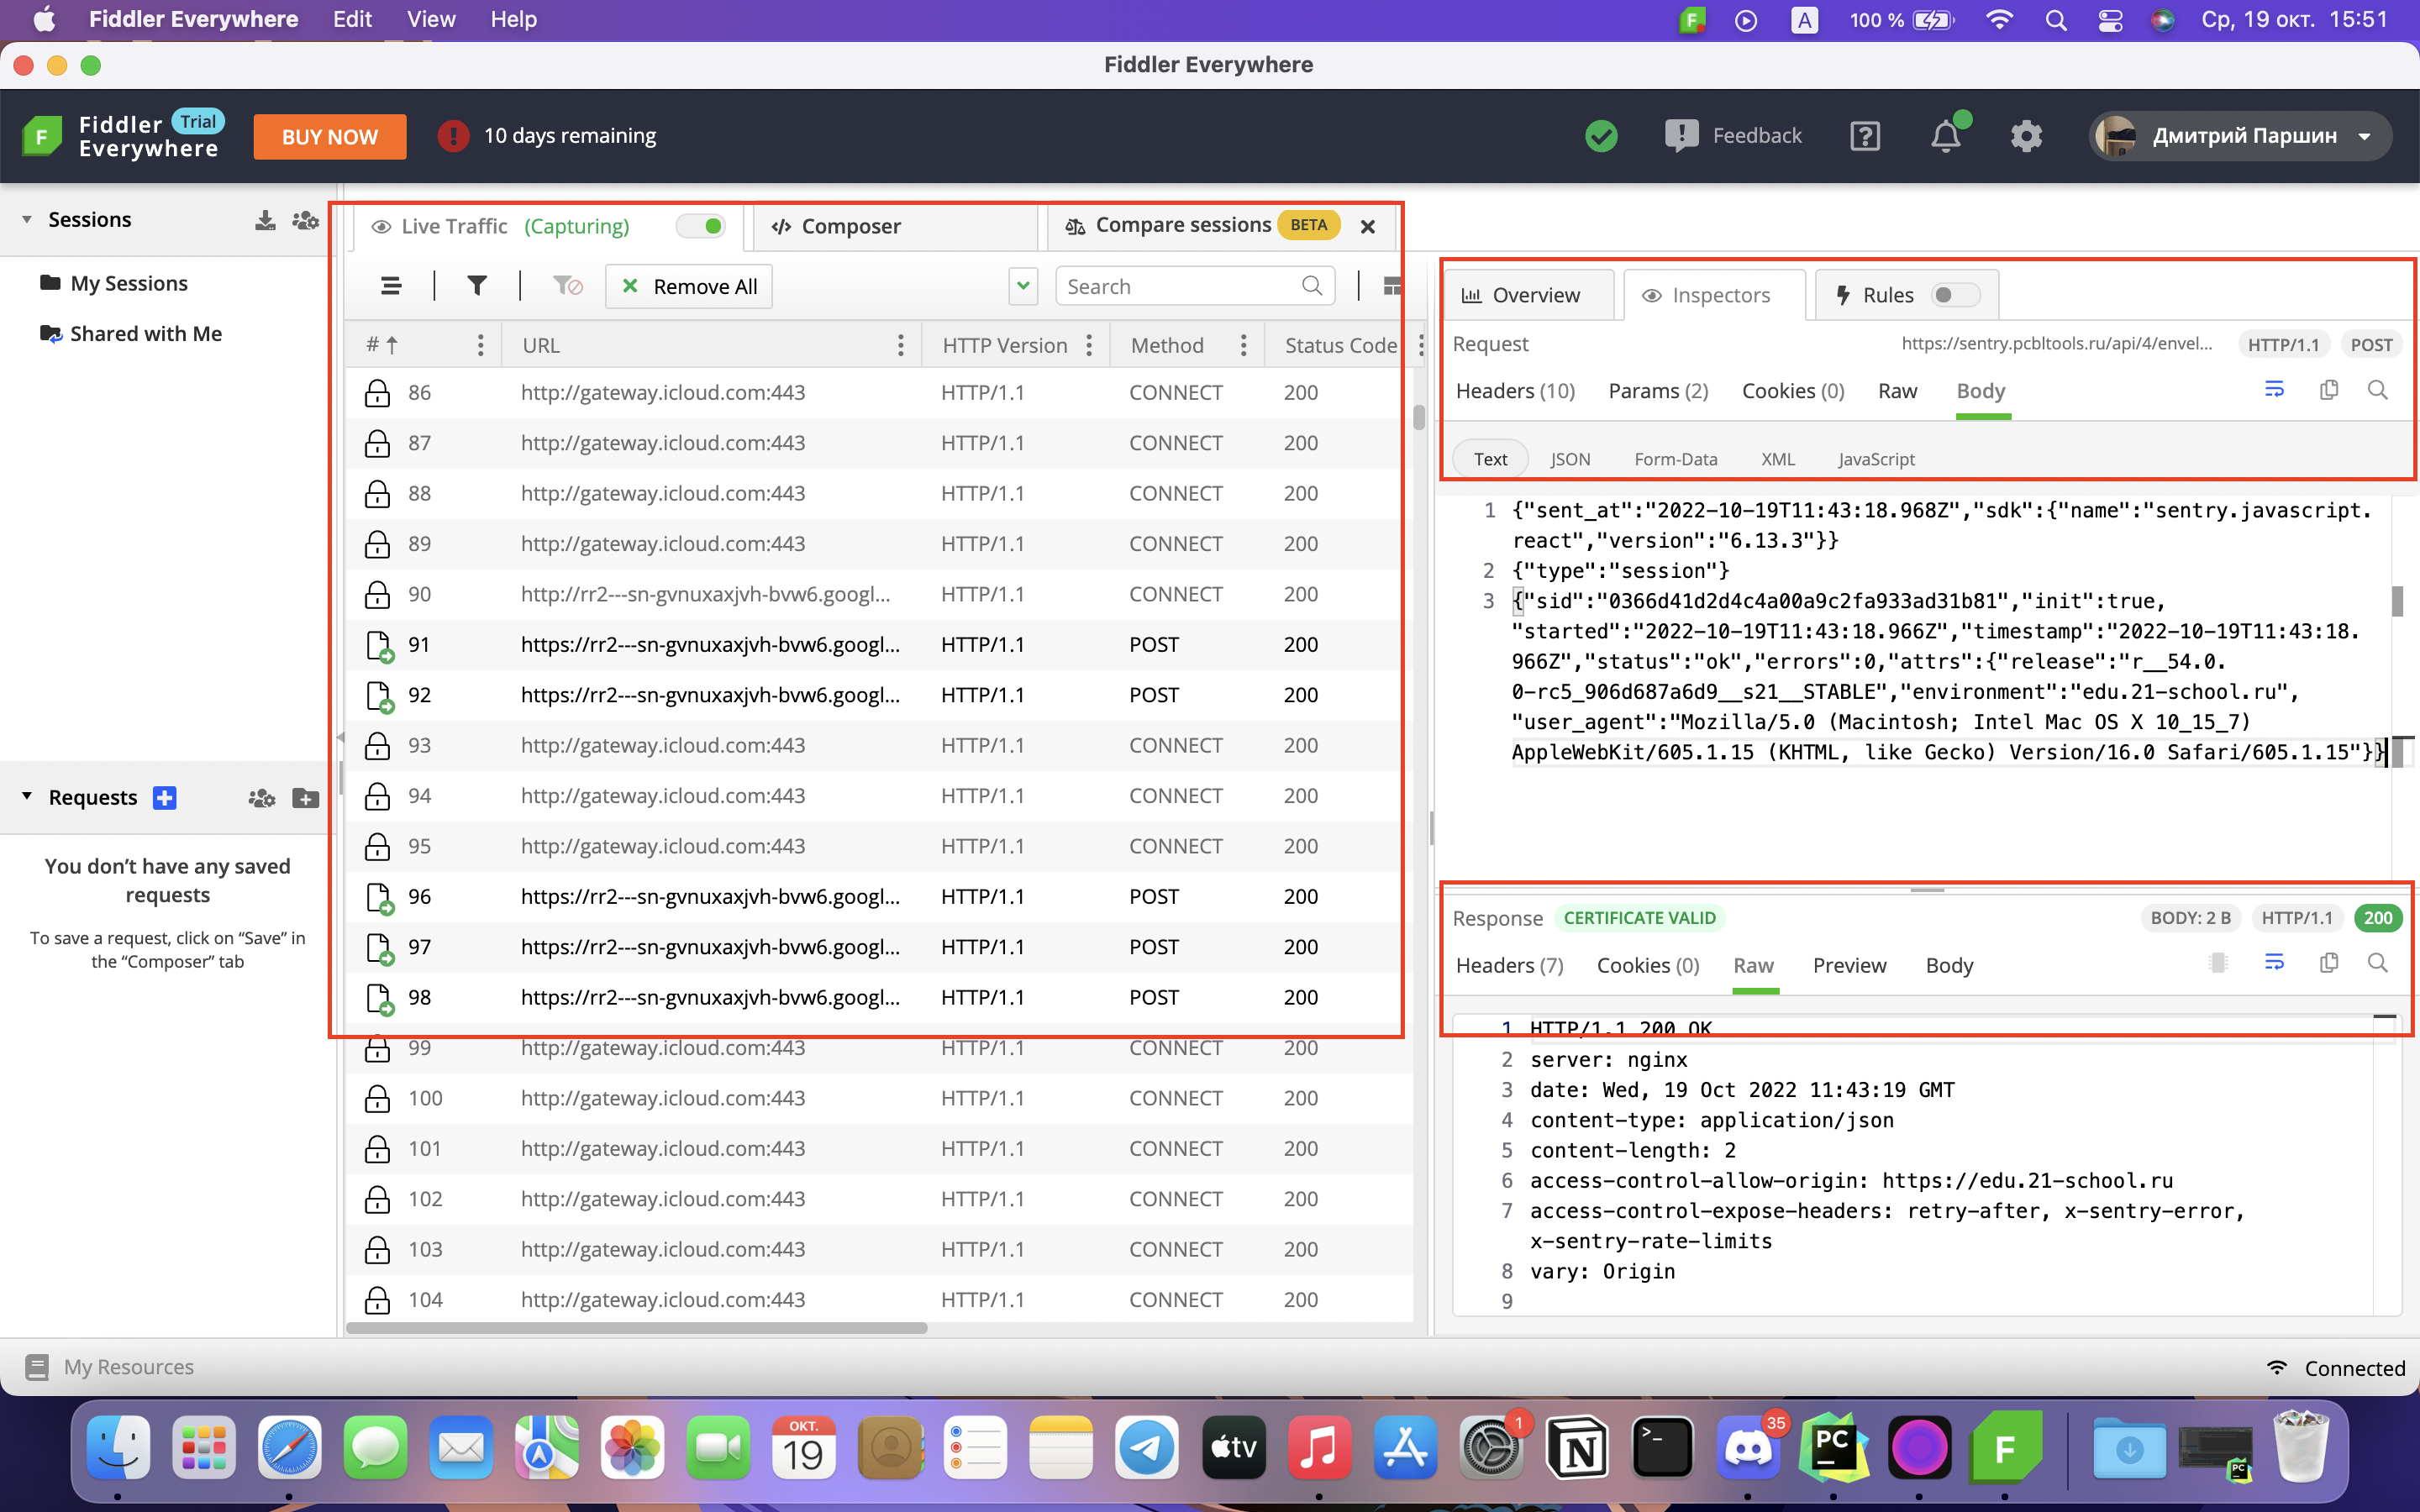 Fiddler Everywhere Edit View Help
A 100 % Ср, 19 окт. 15:51
Fiddler Everywhere
F Fiddler Everywhere Trial
BUY NOW
! 10 days remaining
Feedback
Дмитрий Паршин
Sessions
My Sessions
Shared with Me
Requests
You don’t have any saved
requests
To save a request, click on “Save” in
the “Composer” tab
Live Traffic (Capturing)
Composer
Compare sessions BETA
Remove All
Search
# URL HTTP Version Method Status Code
86 http://gateway.icloud.com:443 HTTP/1.1 CONNECT 200
87 http://gateway.icloud.com:443 HTTP/1.1 CONNECT 200
88 http://gateway.icloud.com:443 HTTP/1.1 CONNECT 200
89 http://gateway.icloud.com:443 HTTP/1.1 CONNECT 200
90 http://rr2---sn-gvnuxaxjvh-bvw6.googl... HTTP/1.1 CONNECT 200
91 https://rr2---sn-gvnuxaxjvh-bvw6.googl... HTTP/1.1 POST 200
92 https://rr2---sn-gvnuxaxjvh-bvw6.googl... HTTP/1.1 POST 200
93 http://gateway.icloud.com:443 HTTP/1.1 CONNECT 200
94 http://gateway.icloud.com:443 HTTP/1.1 CONNECT 200
95 http://gateway.icloud.com:443 HTTP/1.1 CONNECT 200
96 https://rr2---sn-gvnuxaxjvh-bvw6.googl... HTTP/1.1 POST 200
97 https://rr2---sn-gvnuxaxjvh-bvw6.googl... HTTP/1.1 POST 200
98 https://rr2---sn-gvnuxaxjvh-bvw6.googl... HTTP/1.1 POST 200
99 http://gateway.icloud.com:443 HTTP/1.1 CONNECT 200
100 http://gateway.icloud.com:443 HTTP/1.1 CONNECT 200
101 http://gateway.icloud.com:443 HTTP/1.1 CONNECT 200
102 http://gateway.icloud.com:443 HTTP/1.1 CONNECT 200
103 http://gateway.icloud.com:443 HTTP/1.1 CONNECT 200
104 http://gateway.icloud.com:443 HTTP/1.1 CONNECT 200
Overview Inspectors Rules
Request https://sentry.pcbltools.ru/api/4/envel... HTTP/1.1 POST
Headers (10) Params (2) Cookies (0) Raw Body
Text JSON Form-Data XML JavaScript
1 {"sent_at":"2022-10-19T11:43:18.968Z","sdk":{"name":"sentry.javascript.
react","version":"6.13.3"}}
2 {"type":"session"}
3 {"sid":"0366d41d2d4c4a00a9c2fa933ad31b81","init":true,
"started":"2022-10-19T11:43:18.966Z","timestamp":"2022-10-19T11:43:18.
966Z","status":"ok","errors":0,"attrs":{"release":"r__54.0.
0-rc5_906d687a6d9__s21__STABLE","environment":"edu.21-school.ru",
"user_agent":"Mozilla/5.0 (Macintosh; Intel Mac OS X 10_15_7)
AppleWebKit/605.1.15 (KHTML, like Gecko) Version/16.0 Safari/605.1.15"}}
Response CERTIFICATE VALID BODY: 2 B HTTP/1.1 200
Headers (7) Cookies (0) Raw Preview Body
1 HTTP/1.1 200 OK
2 server: nginx
3 date: Wed, 19 Oct 2022 11:43:19 GMT
4 content-type: application/json
5 content-length: 2
6 access-control-allow-origin: https://edu.21-school.ru
7 access-control-expose-headers: retry-after, x-sentry-error,
x-sentry-rate-limits
8 vary: Origin
9
My Resources
Connected
ОКТ.
19
tv
1
N
>_
35
PC
F
PC